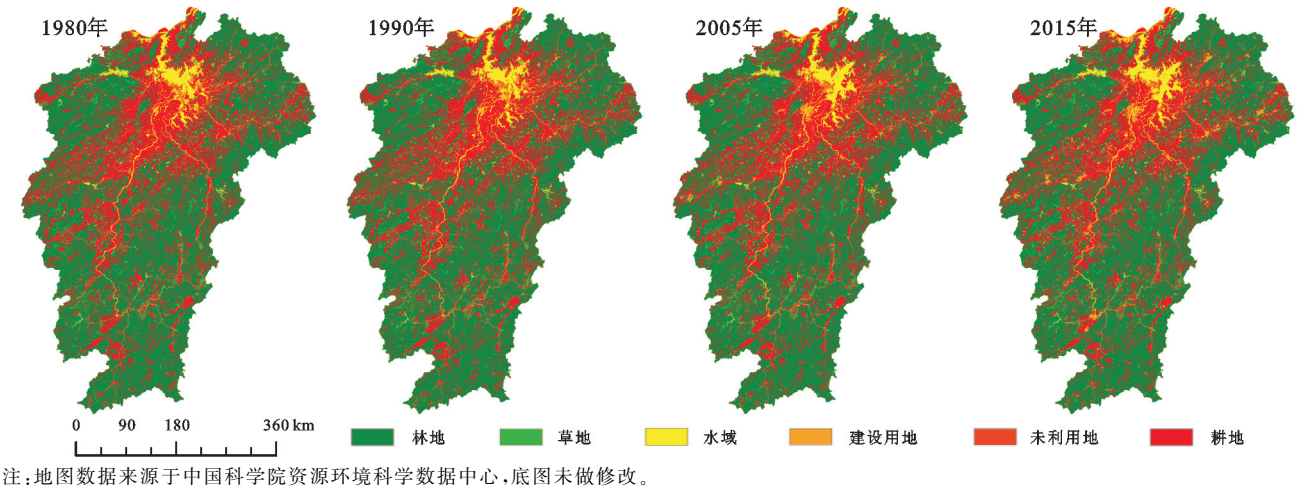 1980年 1990年 2005年 2015年
0 90 180 360 km
林地 草地 水域 建设用地 未利用地 耕地
注:地图数据来源于中国科学院资源环境科学数据中心,底图未做修改。